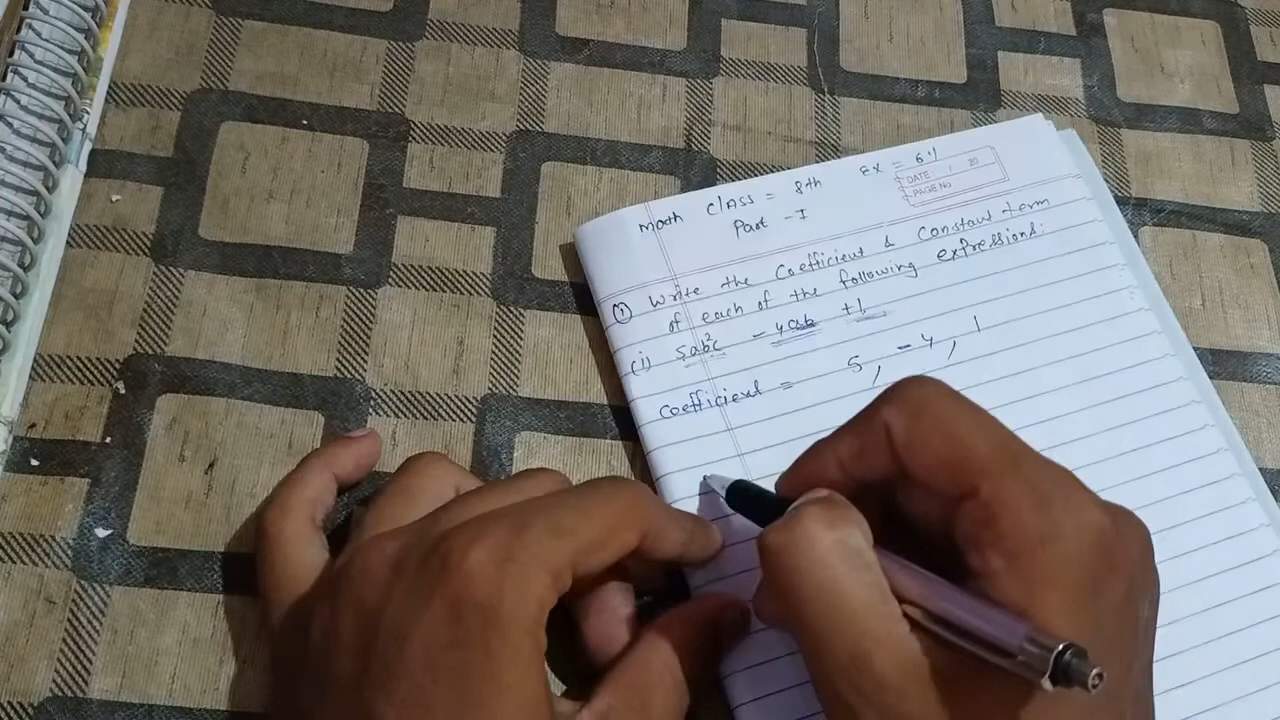 math CLASS = 8th ex = 6.1
DATE / 20
PAGE NO
Part - I
① Write the Coefficient & Constant term
of each of the following expressions:
(i) 5ab²c - 4ab + 1
Coefficient = 5, -4, 1